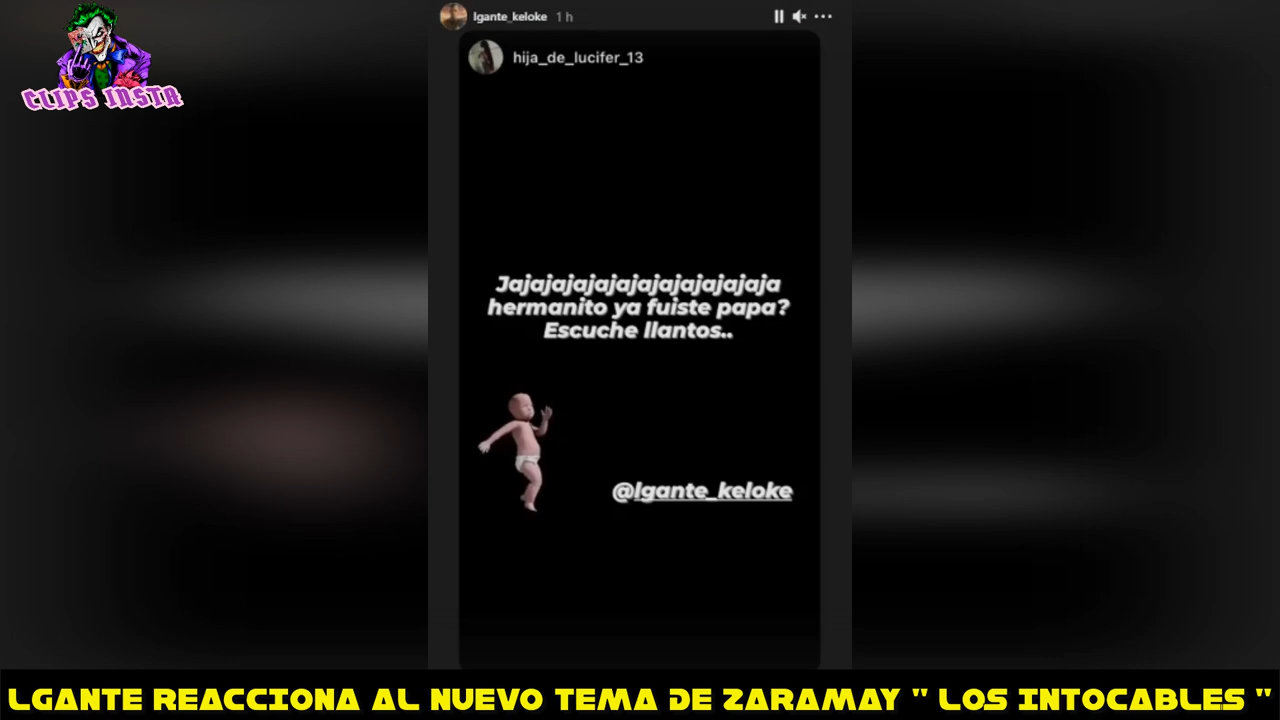 lgante_keloke 1 h
hija_de_lucifer_13
CLIPS INSTA
Jajajajajajajajajajajajajaja
hermanito ya fuiste papa?
Escuche llantos..
@lgante_keloke
LGANTE REACCIONA AL NUEVO TEMA DE ZARAMAY " LOS INTOCABLES "